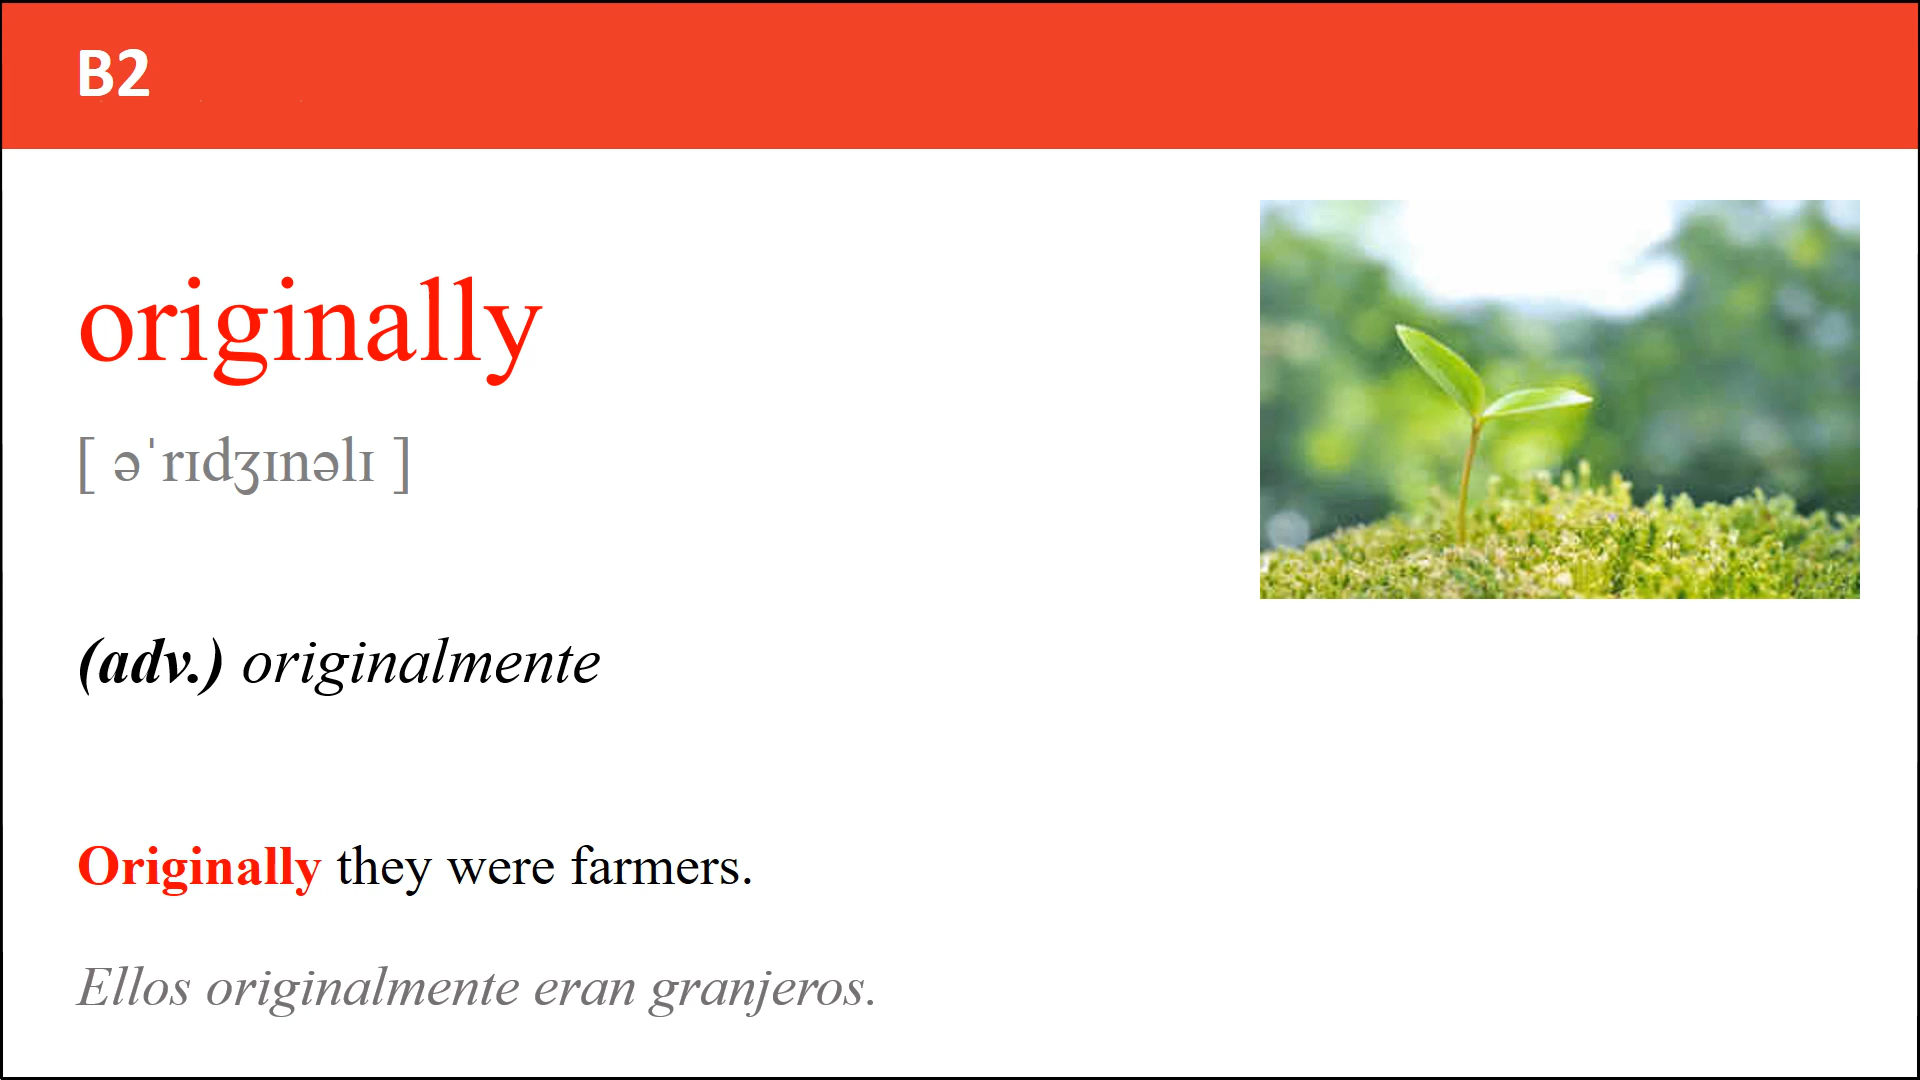 B2
originally
[ əˈrɪdʒɪnəlɪ ]
(adv.) originalmente
Originally they were farmers.
Ellos originalmente eran granjeros.